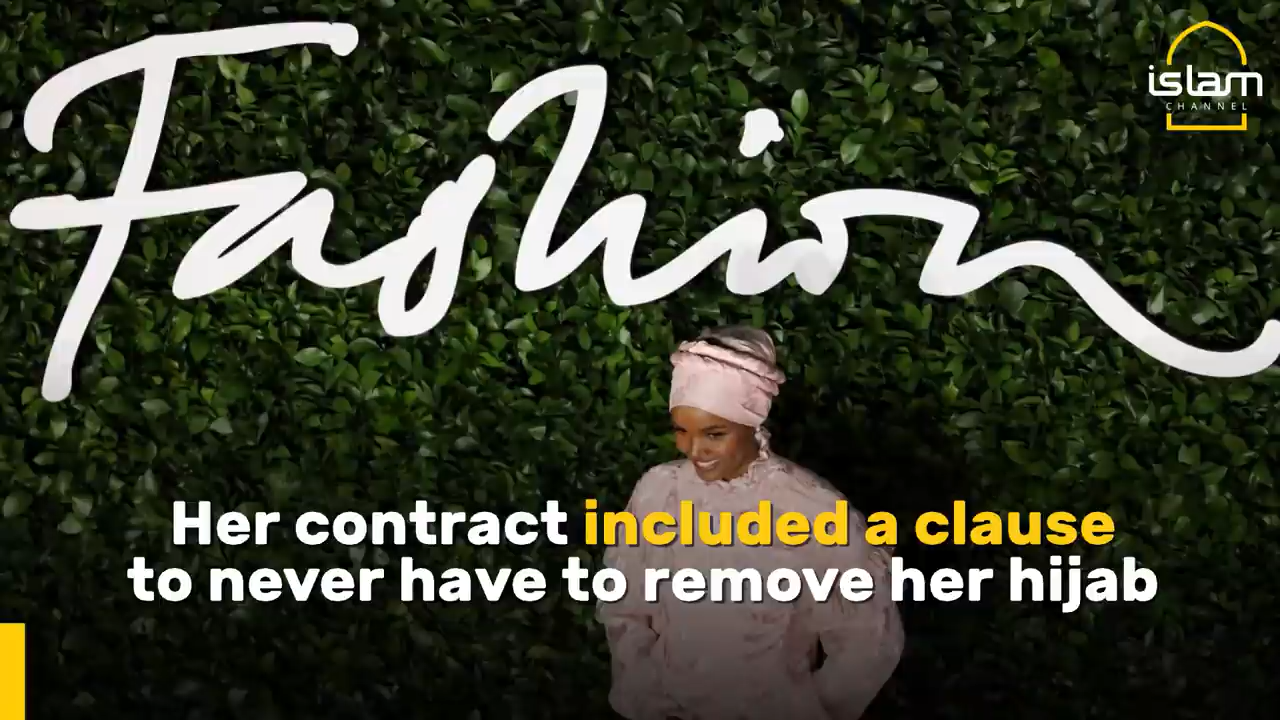 Fashion
islam
CHANNEL
Her contract included a clause
to never have to remove her hijab